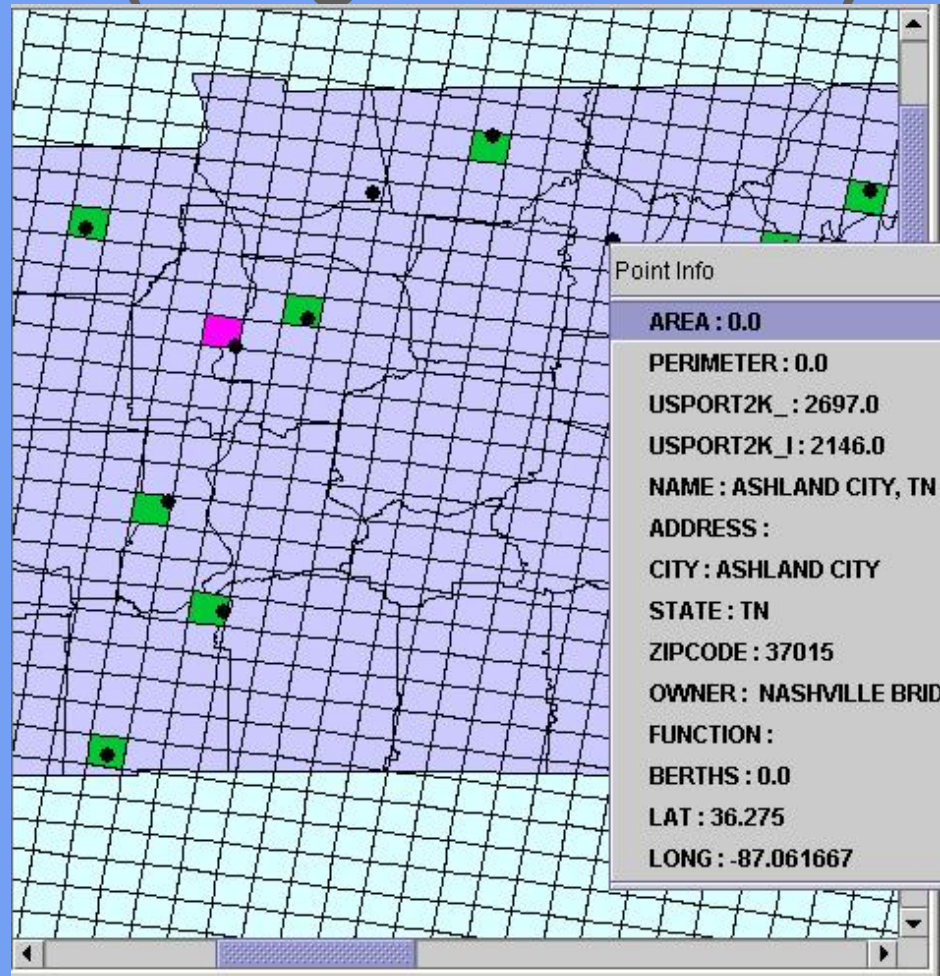 Point Info
AREA : 0.0
PERIMETER : 0.0
USPORT2K_ : 2697.0
USPORT2K_I : 2146.0
NAME : ASHLAND CITY, TN
ADDRESS :
CITY : ASHLAND CITY
STATE : TN
ZIPCODE : 37015
OWNER : NASHVILLE BRID
FUNCTION :
BERTHS : 0.0
LAT : 36.275
LONG : -87.061667